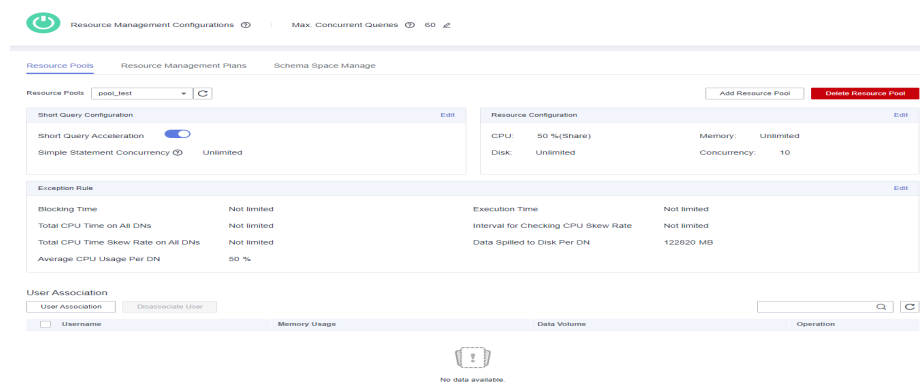 Resource Management Configurations Max. Concurrent Queries 60
Resource Pools Resource Management Plans Schema Space Manage
Resource Pools pool_test Add Resource Pool Delete Resource Pool
Short Query Configuration Edit Resource Configuration Edit
Short Query Acceleration CPU: 50 %(Share) Memory: Unlimited
Simple Statement Concurrency Unlimited Disk: Unlimited Concurrency: 10
Exception Rule Edit
Blocking Time Not limited Execution Time Not limited
Total CPU Time on All DNs Not limited Interval for Checking CPU Skew Rate Not limited
Total CPU Time Skew Rate on All DNs Not limited Data Spilled to Disk Per DN 122820 MB
Average CPU Usage Per DN 50 %
User Association
User Association Disassociate User
Username Memory Usage Data Volume Operation
No data available.